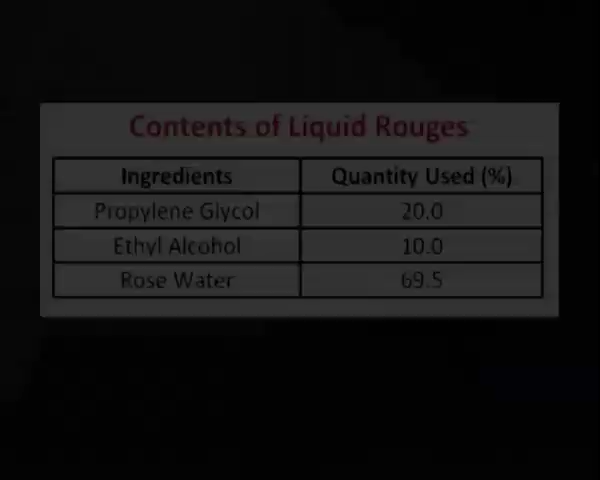 Contents of Liquid Rouges
Ingredients Quantity Used (%)
Propylene Glycol 20.0
Ethyl Alcohol 10.0
Rose Water 69.5